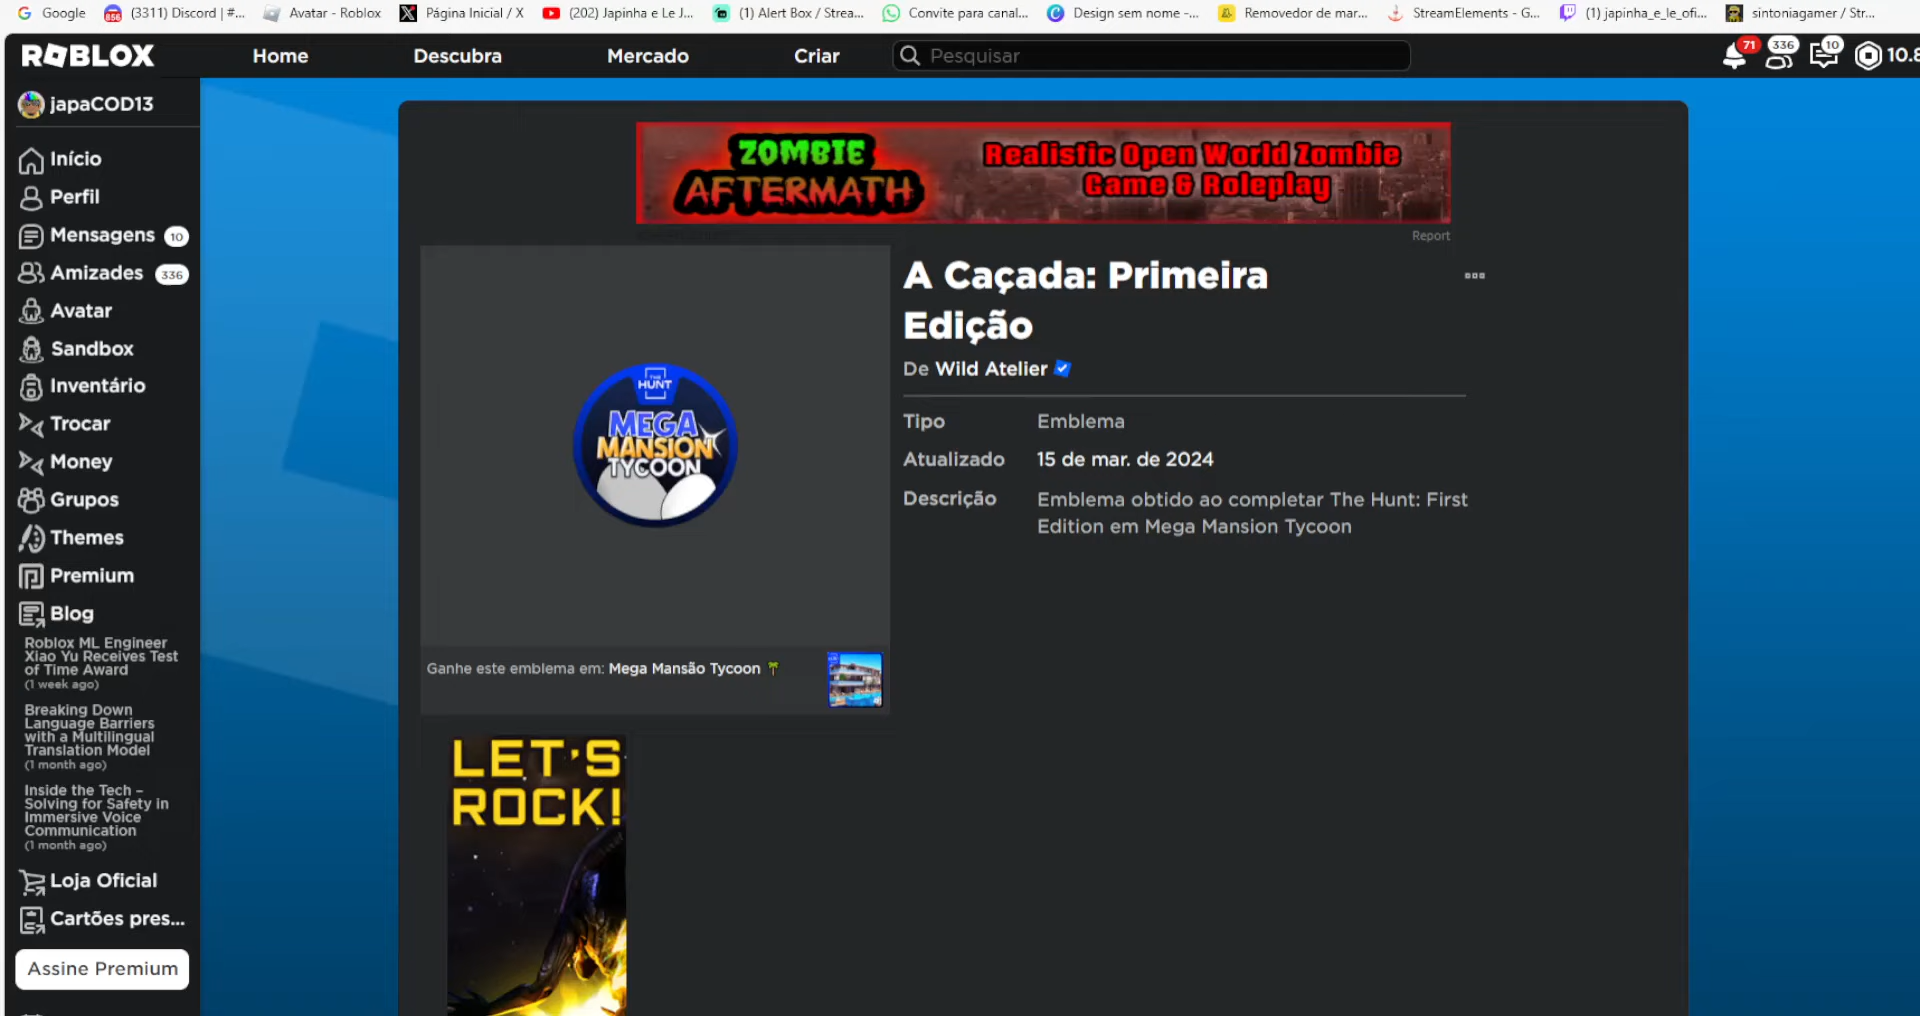 Google
(3311) Discord | #...
Avatar - Roblox
Página Inicial / X
(202) Japinha e Le J...
(1) Alert Box / Strea...
Convite para canal...
Design sem nome -...
Removedor de mar...
StreamElements - G...
(1) japinha_e_le_ofi...
sintoniagamer / Str...
856
ROBLOX
Home
Descubra
Mercado
Criar
Pesquisar
71
336
10
10.8
japaCOD13
Início
Perfil
Mensagens 10
Amizades 336
Avatar
Sandbox
Inventário
Trocar
Money
Grupos
Themes
Premium
Blog
Roblox ML Engineer
Xiao Yu Receives Test
of Time Award
(1 week ago)
Breaking Down
Language Barriers
with a Multilingual
Translation Model
(1 month ago)
Inside the Tech –
Solving for Safety in
Immersive Voice
Communication
(1 month ago)
Loja Oficial
Cartões pres...
Assine Premium
ZOMBIE
AFTERMATH
Realistic Open World Zombie
Game & Roleplay
Report
THE
HUNT
MEGA
MANSION
TYCOON
Ganhe este emblema em: Mega Mansão Tycoon
A Caçada: Primeira
Edição
De Wild Atelier
Tipo Emblema
Atualizado 15 de mar. de 2024
Descrição Emblema obtido ao completar The Hunt: First
Edition em Mega Mansion Tycoon
LET'S
ROCK!